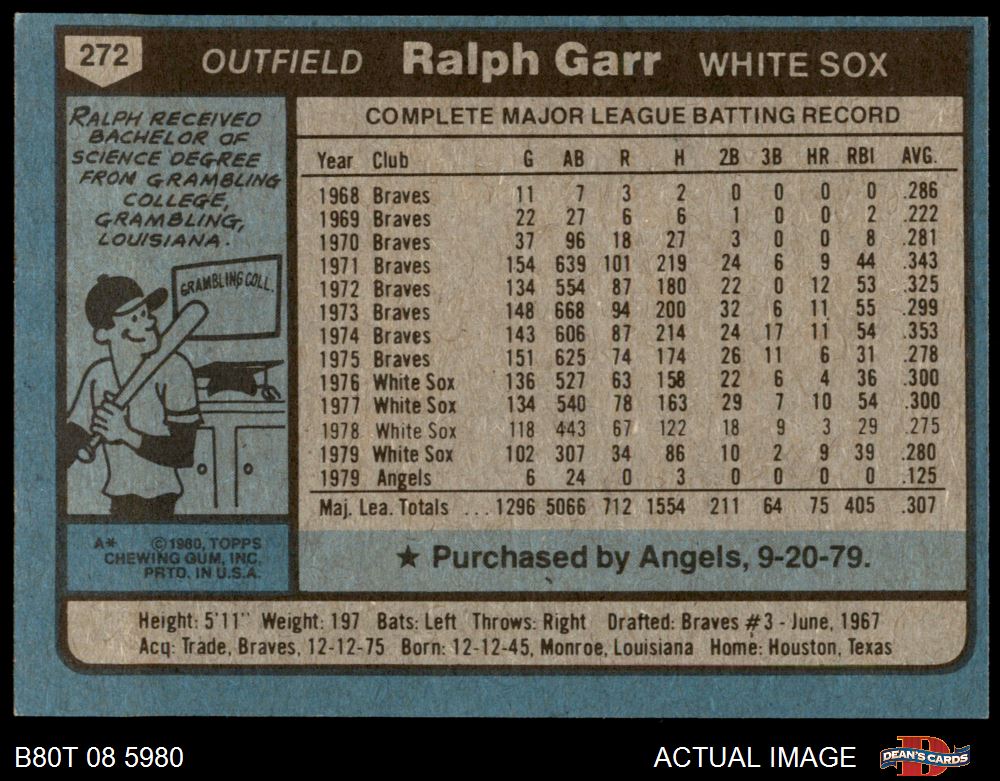 272 OUTFIELD Ralph Garr WHITE SOX
RALPH RECEIVED
BACHELOR OF
SCIENCE DEGREE
FROM GRAMBLING
COLLEGE,
GRAMBLING,
LOUISIANA.
GRAMBLING COLL.
COMPLETE MAJOR LEAGUE BATTING RECORD
Year Club G AB R H 2B 3B HR RBI AVG.
1968 Braves 11 7 3 2 0 0 0 0 .286
1969 Braves 22 27 6 6 1 0 0 2 .222
1970 Braves 37 96 18 27 3 0 0 8 .281
1971 Braves 154 639 101 219 24 6 9 44 .343
1972 Braves 134 554 87 180 22 0 12 53 .325
1973 Braves 148 668 94 200 32 6 11 55 .299
1974 Braves 143 606 87 214 24 17 11 54 .353
1975 Braves 151 625 74 174 26 11 6 31 .278
1976 White Sox 136 527 63 158 22 6 4 36 .300
1977 White Sox 134 540 78 163 29 7 10 54 .300
1978 White Sox 118 443 67 122 18 9 3 29 .275
1979 White Sox 102 307 34 86 10 2 9 39 .280
1979 Angels 6 24 0 3 0 0 0 0 .125
Maj. Lea. Totals ... 1296 5066 712 1554 211 64 75 405 .307
A* ©1980, TOPPS
CHEWING GUM, INC.
PRTD. IN U.S.A.
★ Purchased by Angels, 9-20-79.
Height: 5'11" Weight: 197 Bats: Left Throws: Right Drafted: Braves #3 - June, 1967
Acq: Trade, Braves, 12-12-75 Born: 12-12-45, Monroe, Louisiana Home: Houston, Texas
B80T 08 5980 ACTUAL IMAGE DEAN'S CARDS